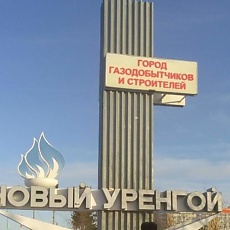 ГОРОД
ГАЗОДОБЫТЧИКОВ
И СТРОИТЕЛЕЙ
НОВЫЙ УРЕНГОЙ